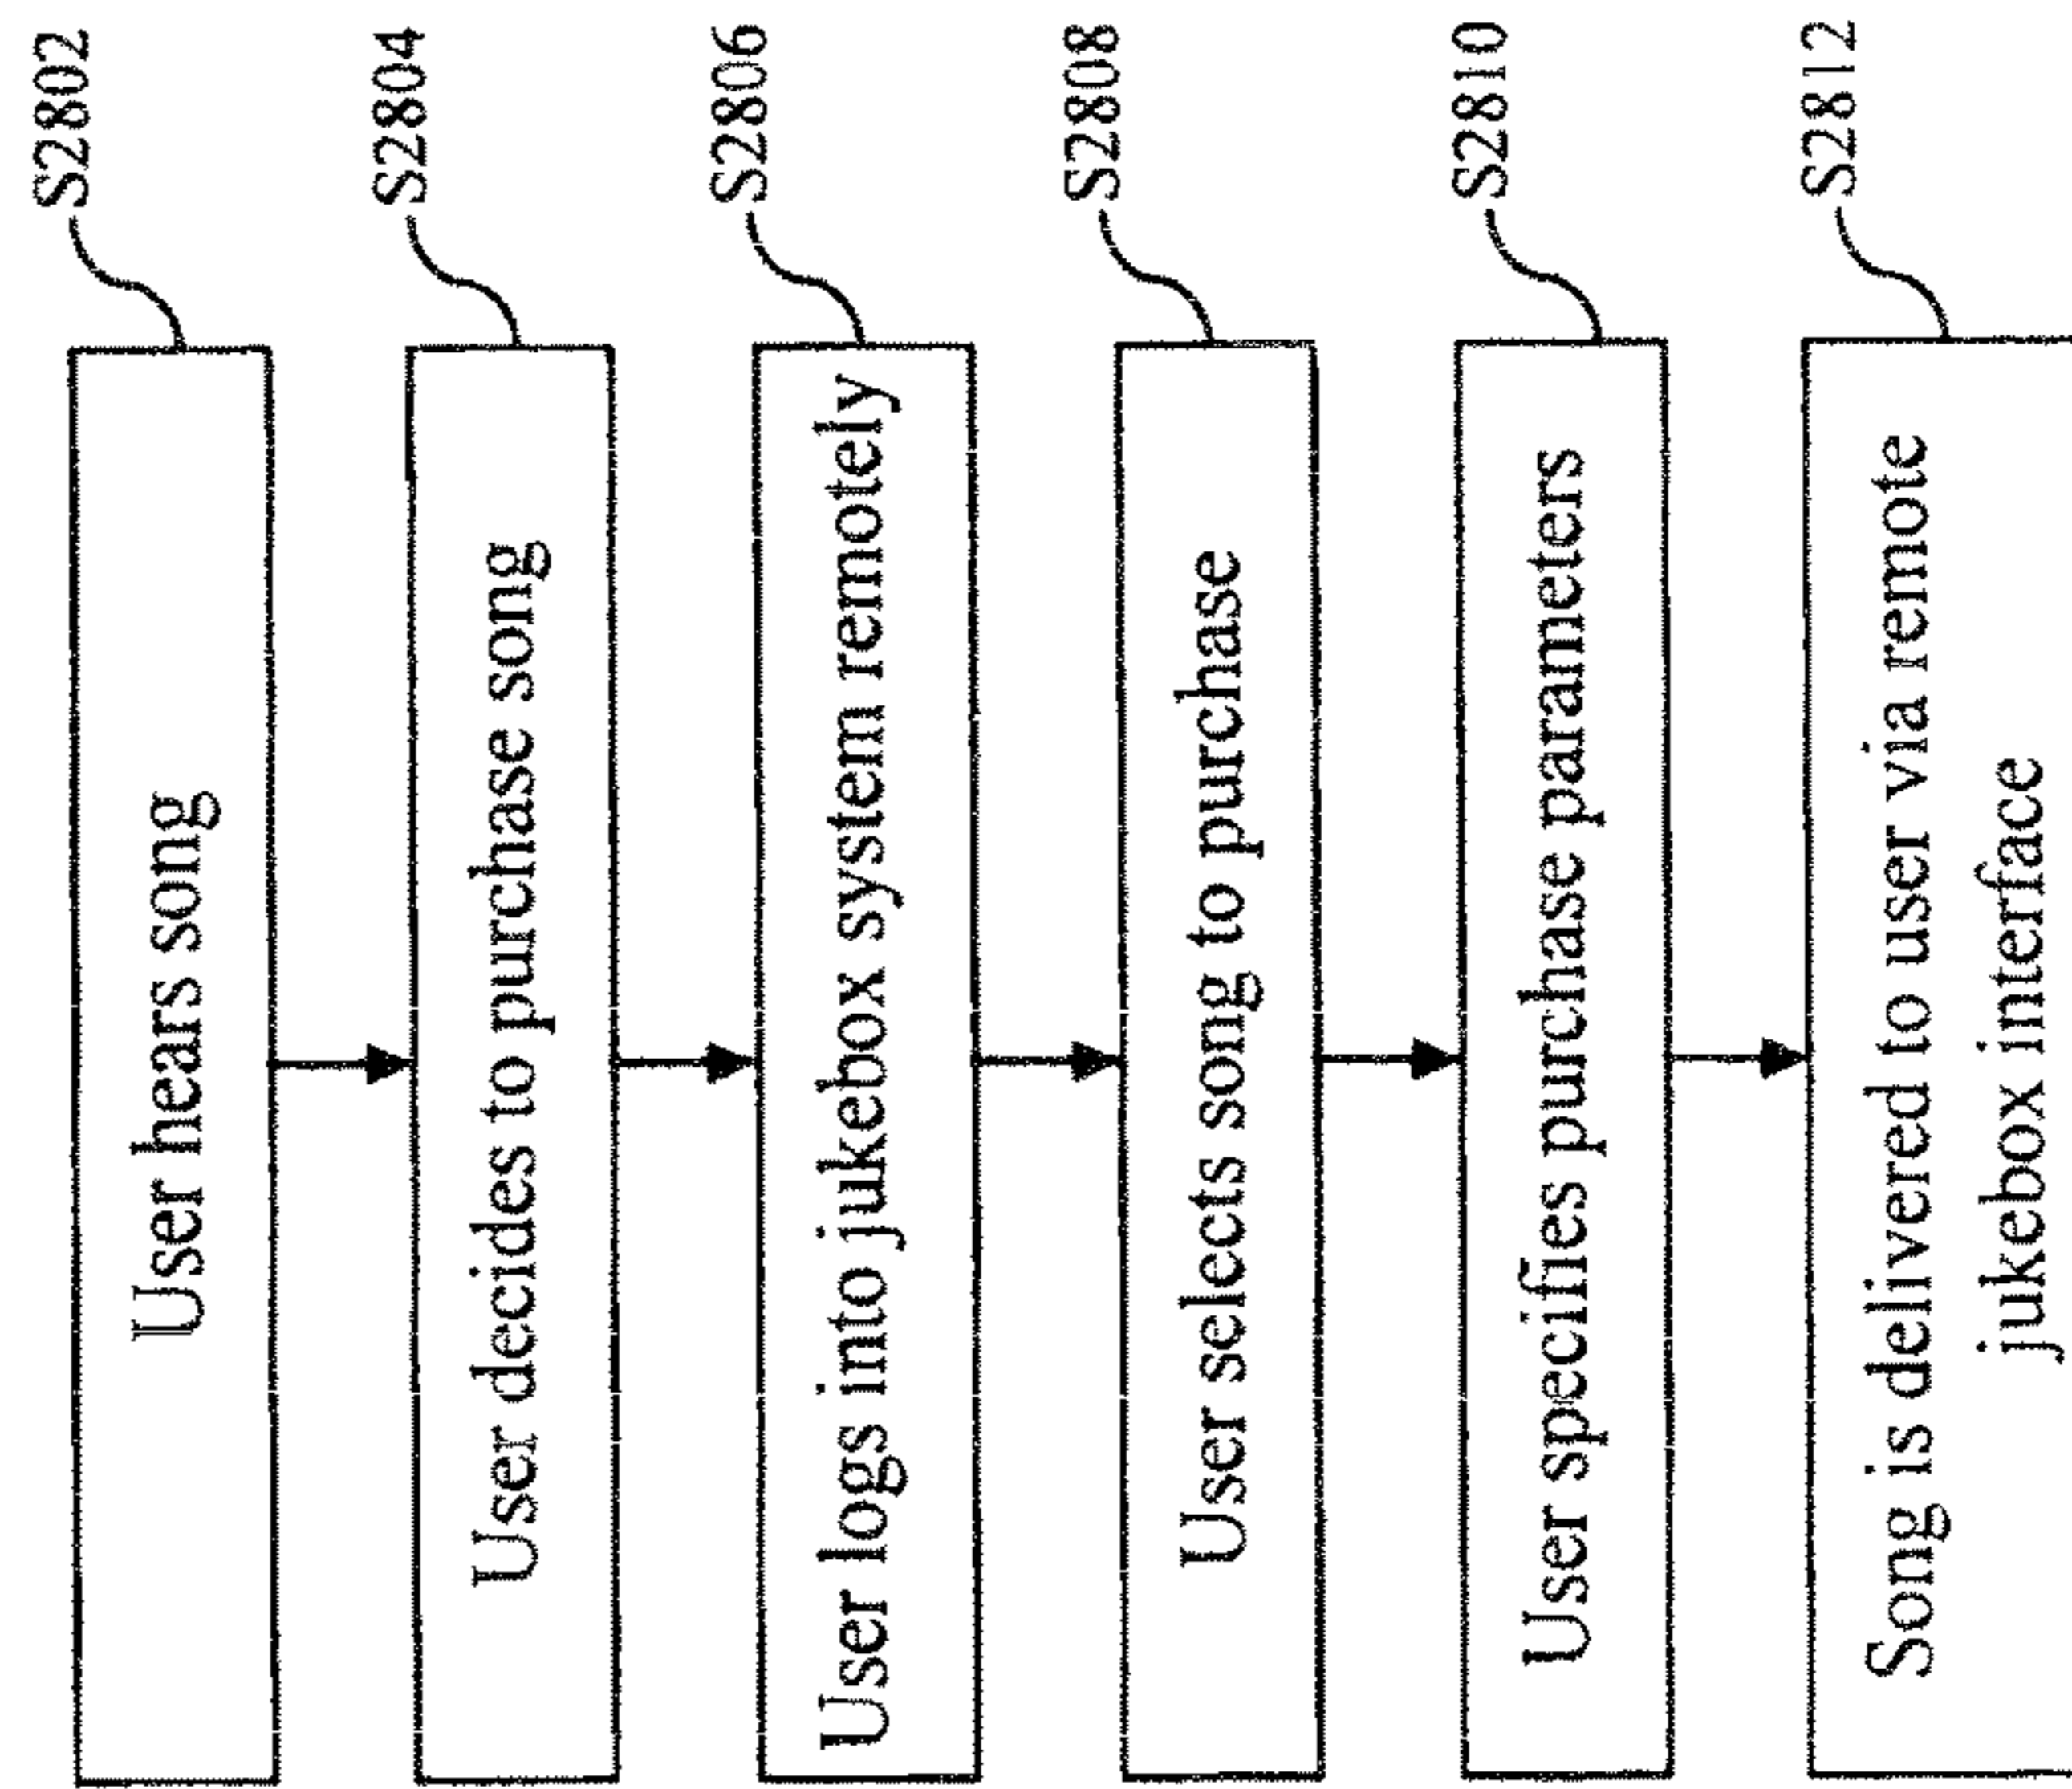 S2802
User hears song
S2804
User decides to purchase song
S2806
User logs into jukebox system remotely
S2808
User selects song to purchase
S2810
User specifies purchase parameters
S2812
Song is delivered to user via remote
jukebox interface